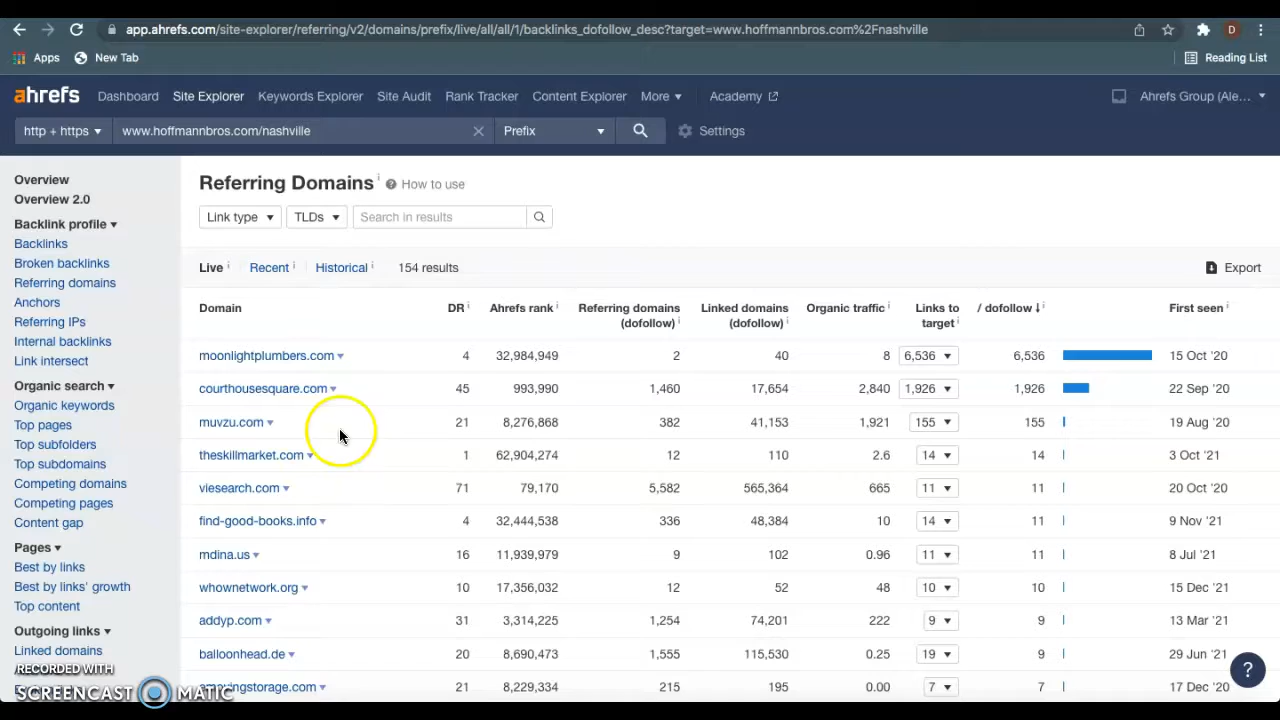 app.ahrefs.com/site-explorer/referring/v2/domains/prefix/live/all/all/1/backlinks_dofollow_desc?target=www.hoffmannbros.com%2Fnashville
D
Apps New Tab Reading List
ahrefs Dashboard Site Explorer Keywords Explorer Site Audit Rank Tracker Content Explorer More Academy Ahrefs Group (Ale...
http + https www.hoffmannbros.com/nashville Prefix Settings
Overview
Overview 2.0
Backlink profile
Backlinks
Broken backlinks
Referring domains
Anchors
Referring IPs
Internal backlinks
Link intersect
Organic search
Organic keywords
Top pages
Top subfolders
Top subdomains
Competing domains
Competing pages
Content gap
Pages
Best by links
Best by links' growth
Top content
Outgoing links
Linked domains
Referring Domains i ? How to use
Link type TLDs Search in results
Live i Recent i Historical i 154 results Export
Domain DR i Ahrefs rank i Referring domains (dofollow) i Linked domains (dofollow) i Organic traffic i Links to target i / dofollow ↓ i First seen i
moonlightplumbers.com 4 32,984,949 2 40 8 6,536 6,536 15 Oct '20
courthousesquare.com 45 993,990 1,460 17,654 2,840 1,926 1,926 22 Sep '20
muvzu.com 21 8,276,868 382 41,153 1,921 155 155 19 Aug '20
theskillmarket.com 1 62,904,274 12 110 2.6 14 14 3 Oct '21
viesearch.com 71 79,170 5,582 565,364 665 11 11 20 Oct '20
find-good-books.info 4 32,444,538 336 48,384 10 14 11 9 Nov '21
mdina.us 16 11,939,979 9 102 0.96 11 11 8 Jul '21
whownetwork.org 10 17,356,032 12 52 48 10 10 15 Dec '21
addyp.com 31 3,314,225 1,254 74,201 222 9 9 13 Mar '21
balloonhead.de 20 8,690,473 1,555 115,530 0.25 19 9 29 Jun '21
21 8,229,334 215 195 0.00 7 7 17 Dec '20
?
RECORDED WITH
SCREENCAST MATIC